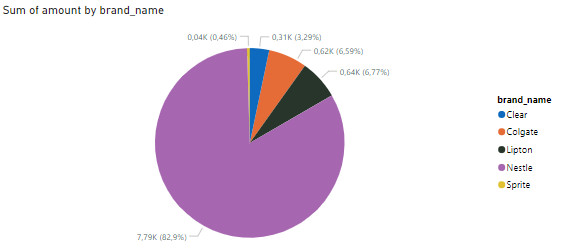 Sum of amount by brand_name
0,04K (0,46%)
0,31K (3,29%)
0,62K (6,59%)
0,64K (6,77%)
7,79K (82,9%)
brand_name
Clear
Colgate
Lipton
Nestle
Sprite